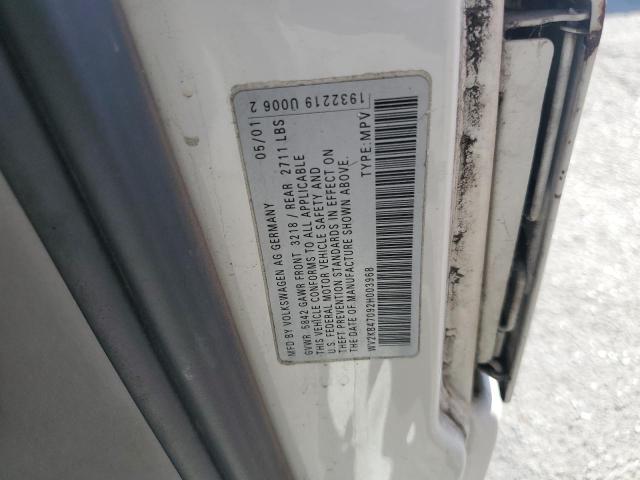 1932219 U006 2
05/01
MFD BY VOLKSWAGEN AG GERMANY
GVWR 5842 GAWR FRONT 3218 / REAR 2711 LBS
THIS VEHICLE CONFORMS TO ALL APPLICABLE
U.S. FEDERAL MOTOR VEHICLE SAFETY AND
THEFT PREVENTION STANDARDS IN EFFECT ON
THE DATE OF MANUFACTURE SHOWN ABOVE.
TYPE:MPV
WV2KB47092H003968